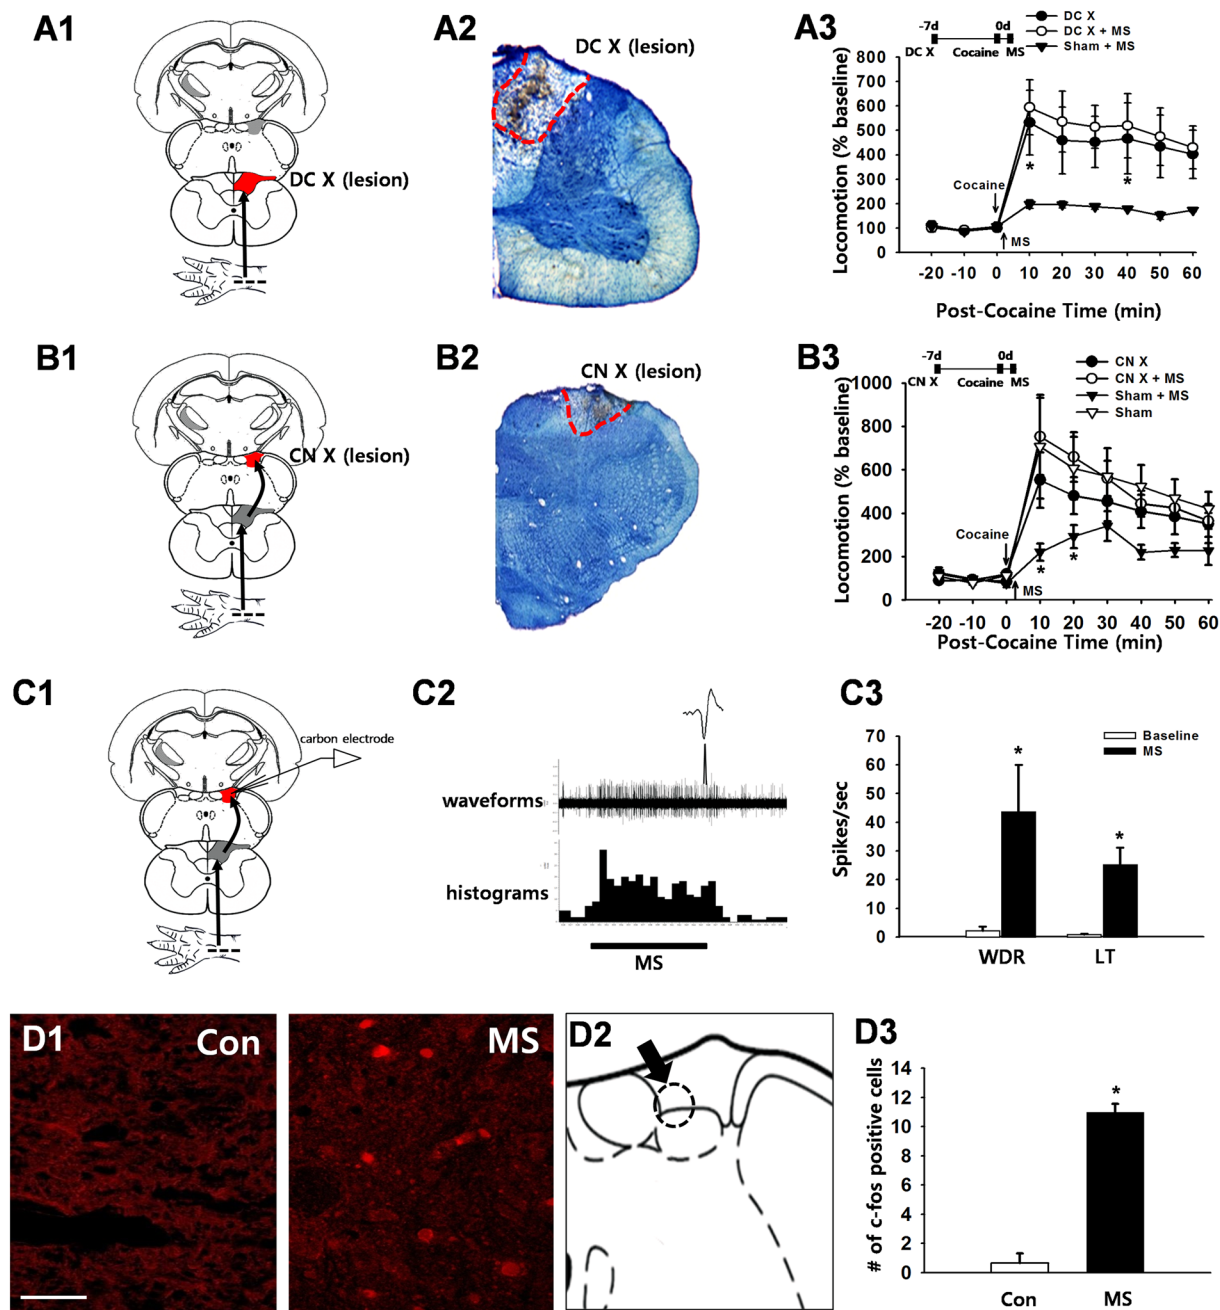 A1
DC X (lesion)
A2
DC X (lesion)
A3
-7d
0d
DC X
Cocaine
MS
DC X
DC X + MS
Sham + MS
Locomotion (% baseline)
800
700
600
500
400
300
200
100
0
Cocaine
MS
-20 -10 0 10 20 30 40 50 60
* *
Post-Cocaine Time (min)
B1
CN X (lesion)
B2
CN X (lesion)
B3
-7d
0d
CN X
Cocaine
MS
CN X
CN X + MS
Sham + MS
Sham
Locomotion (% baseline)
1000
800
600
400
200
0
Cocaine
MS
* *
-20 -10 0 10 20 30 40 50 60
Post-Cocaine Time (min)
C1
carbon electrode
C2
waveforms
histograms
MS
C3
Baseline
MS
Spikes/sec
70
60
50
40
30
20
10
0
* *
WDR LT
D1
Con
MS
D2
D3
# of c-fos positive cells
14
12
10
8
6
4
2
0
*
Con MS